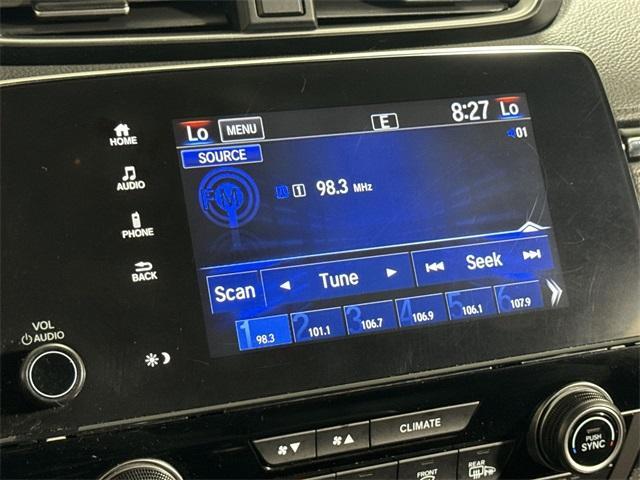 Lo MENU E 8:27 Lo
SOURCE 01
FM 1 98.3 MHz
HOME
AUDIO
PHONE
BACK
Scan Tune Seek
1 98.3 2 101.1 3 106.7 4 106.9 5 106.1 6 107.9
VOL
AUDIO
CLIMATE
PUSH
SYNC
FRONT
REAR